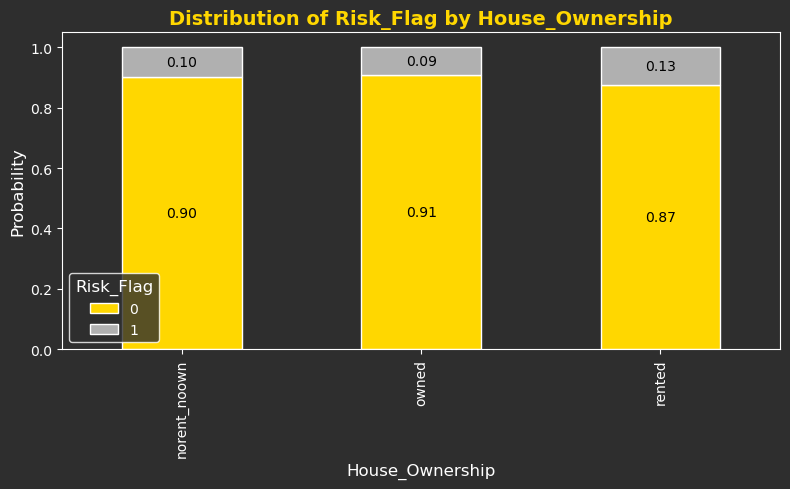 Distribution of Risk_Flag by House_Ownership
Probability
1.0
0.8
0.6
0.4
0.2
0.0
0.10
0.09
0.13
0.90
0.91
0.87
Risk_Flag
0
1
norent_noown
owned
rented
House_Ownership